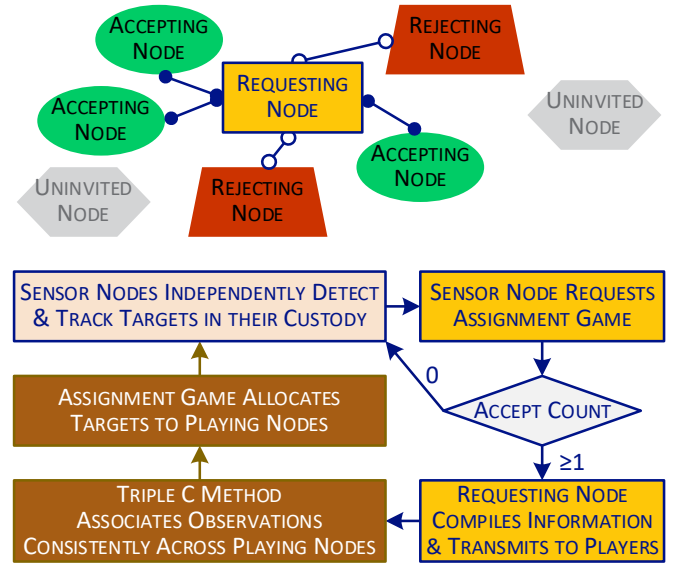 Accepting
Node
Rejecting
Node
Requesting
Node
Accepting
Node
Uninvited
Node
Accepting
Node
Uninvited
Node
Rejecting
Node
Sensor Nodes Independently Detect
& Track Targets in their Custody
Sensor Node Requests
Assignment Game
0
Accept Count
Assignment Game Allocates
Targets to Playing Nodes
≥1
Triple C Method
Associates Observations
Consistently Across Playing Nodes
Requesting Node
Compiles Information
& Transmits to Players